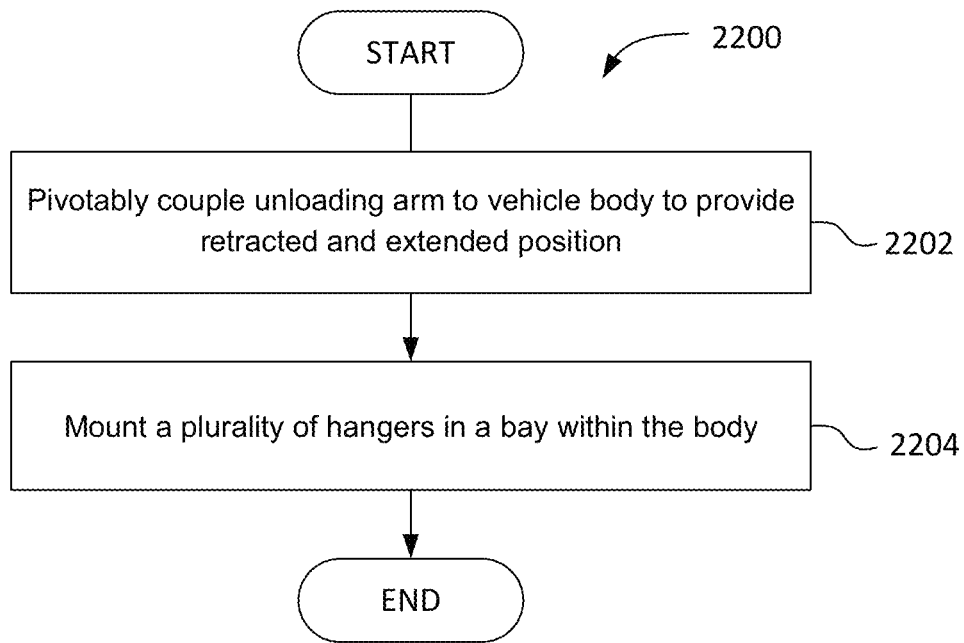 START
2200
Pivotably couple unloading arm to vehicle body to provide
retracted and extended position
2202
Mount a plurality of hangers in a bay within the body
2204
END